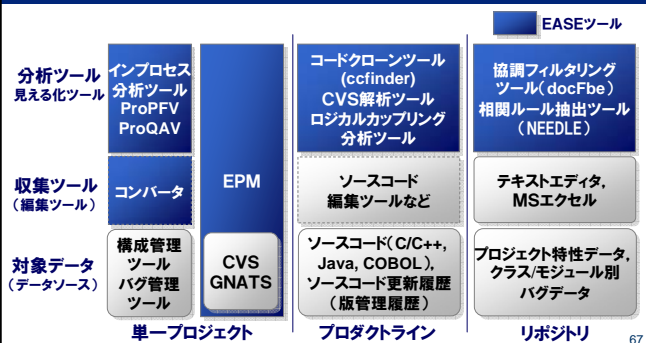 EASEツール
分析ツール
見える化ツール
インプロセス
分析ツール
ProPFV
ProQAV
コードクローンツール
(ccfinder)
CVS解析ツール
ロジカルカップリング
分析ツール
協調フィルタリング
ツール（docFbe）
相関ルール抽出ツール
（NEEDLE）
収集ツール
（編集ツール）
コンバータ
EPM
ソースコード
編集ツールなど
テキストエディタ,
MSエクセル
対象データ
（データソース）
構成管理
ツール
バグ管理
ツール
CVS
GNATS
ソースコード（C/C++,
Java, COBOL）,
ソースコード更新履歴
（版管理履歴）
プロジェクト特性データ,
クラス/モジュール別
バグデータ
単一プロジェクト
プロダクトライン
リポジトリ
67